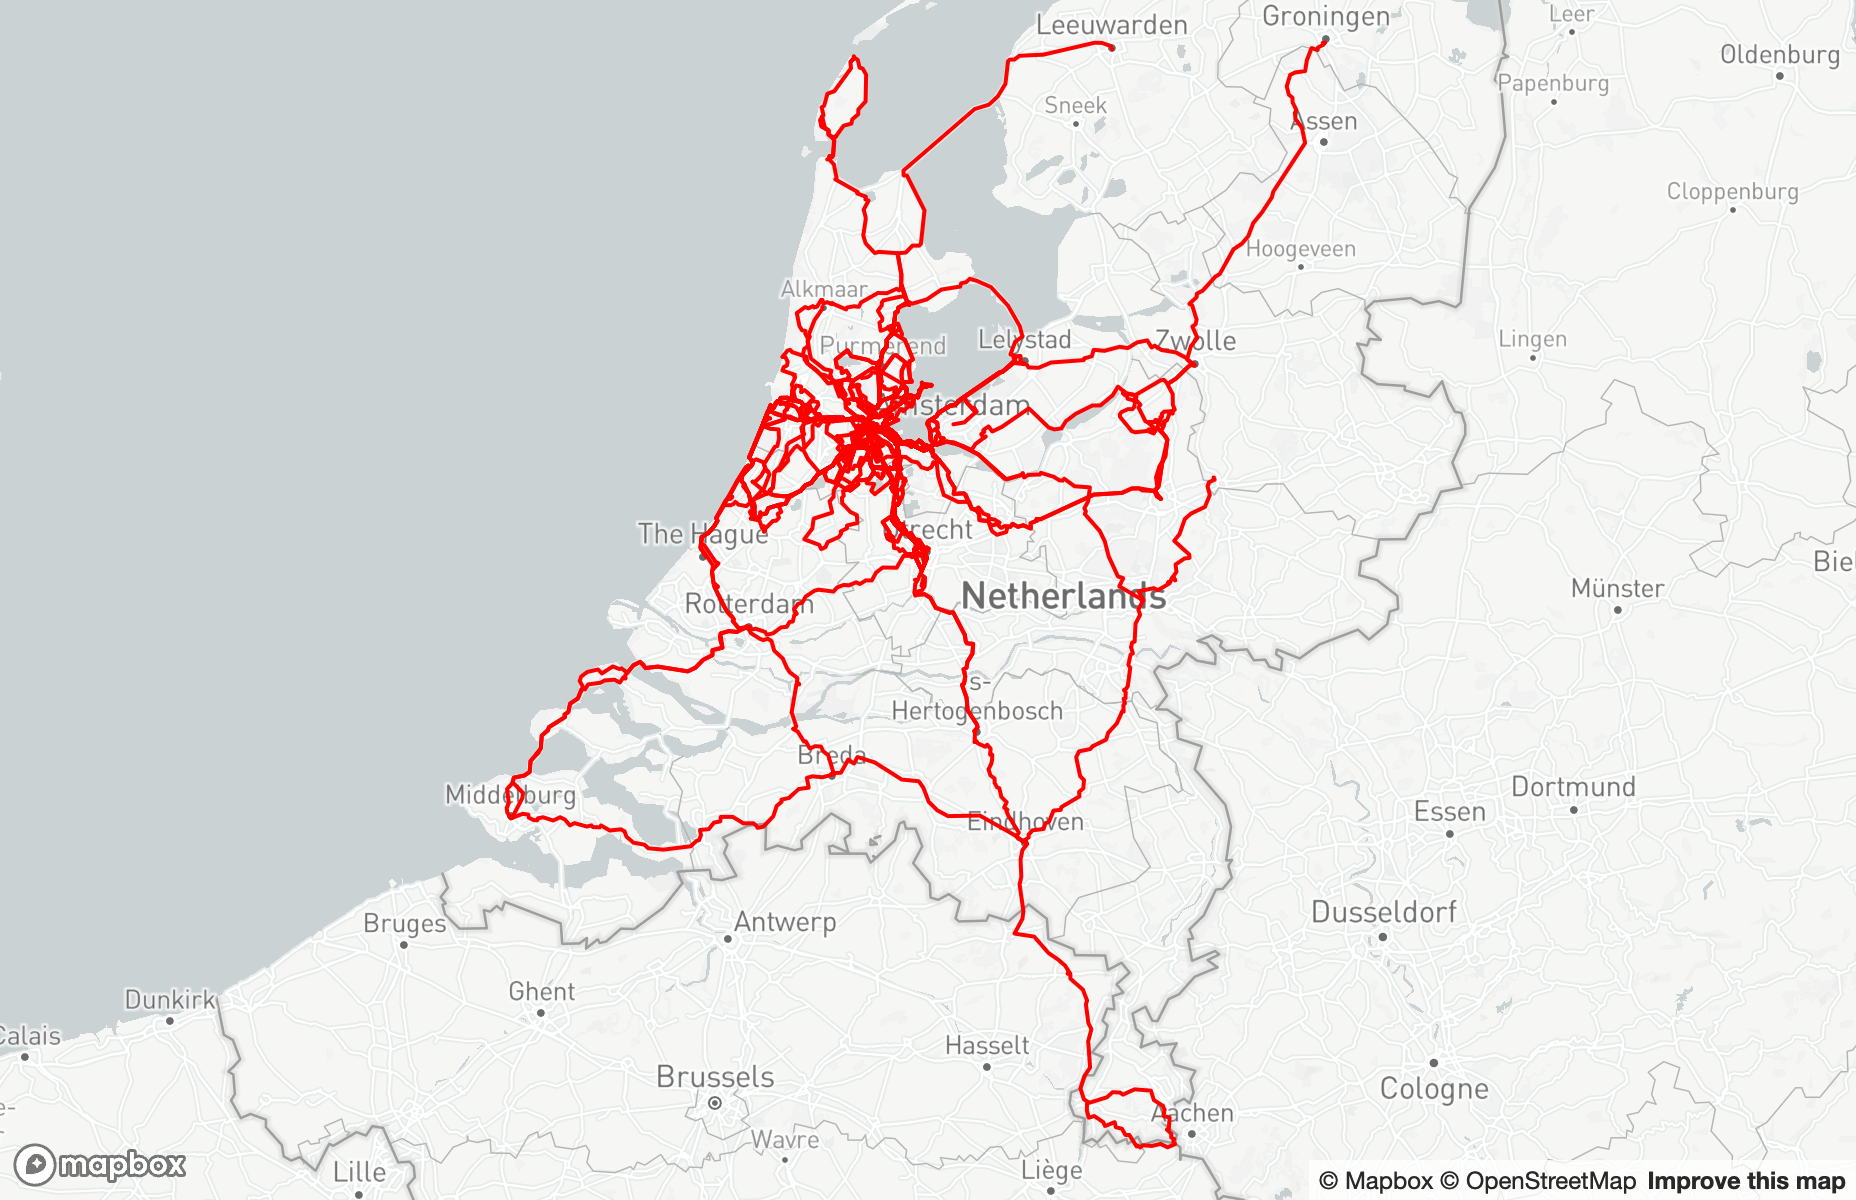 Leeuwarden
Groningen
Leer
Oldenburg
Papenburg
Sneek
Assen
Cloppenburg
Hoogeveen
Alkmaar
Purmerend
Lelystad
Zwolle
Lingen
Amsterdam
The Hague
Utrecht
Netherlands
Münster
Biel
Rotterdam
s-
Hertogenbosch
Breda
Middelburg
Eindhoven
Essen
Dortmund
Bruges
Antwerp
Dusseldorf
Dunkirk
Ghent
Calais
Hasselt
Brussels
Cologne
Aachen
Wavre
Liège
Lille
mapbox
© Mapbox © OpenStreetMap Improve this map